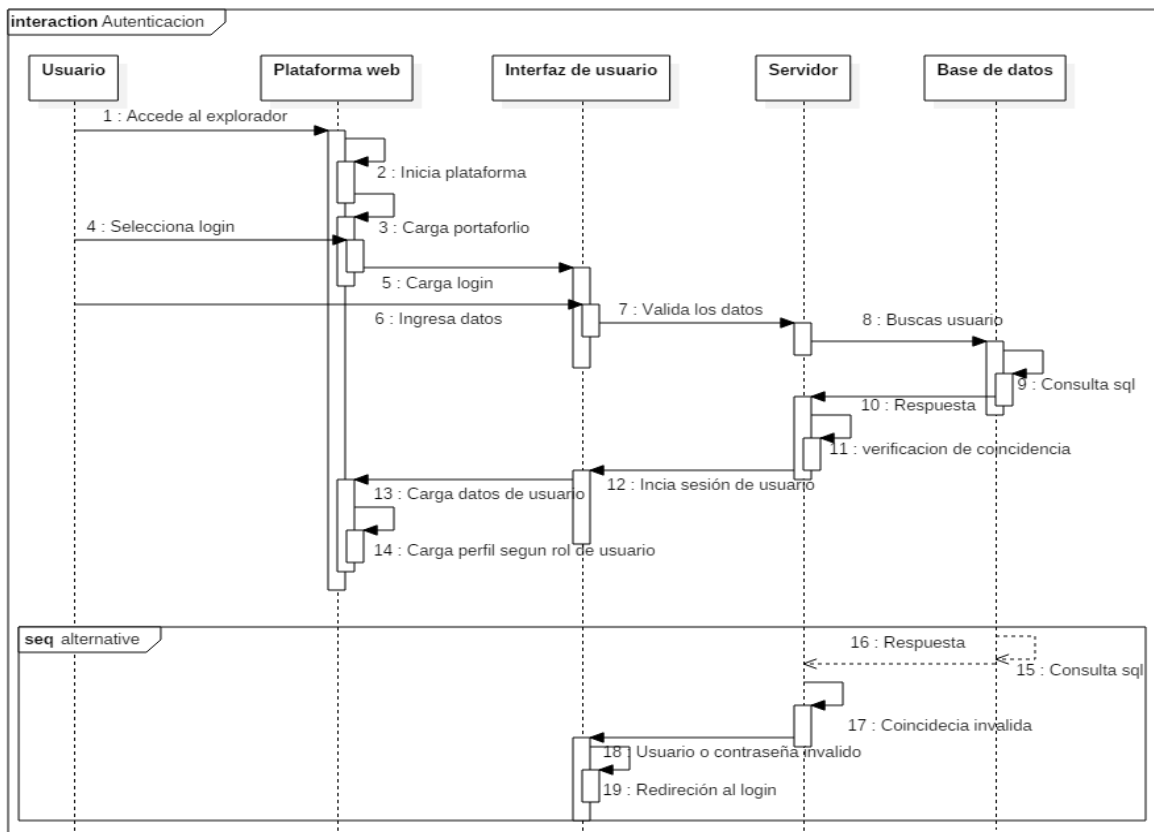 interaction Autenticacion
Usuario
Plataforma web
Interfaz de usuario
Servidor
Base de datos
1 : Accede al explorador
2 : Inicia plataforma
3 : Carga portaforlio
4 : Selecciona login
5 : Carga login
6 : Ingresa datos
7 : Valida los datos
8 : Buscas usuario
9 : Consulta sql
10 : Respuesta
11 : verificacion de coincidencia
12 : Incia sesión de usuario
13 : Carga datos de usuario
14 : Carga perfil segun rol de usuario
seq alternative
16 : Respuesta
15 : Consulta sql
17 : Coincidecia invalida
18 : Usuario o contraseña invalido
19 : Redireción al login